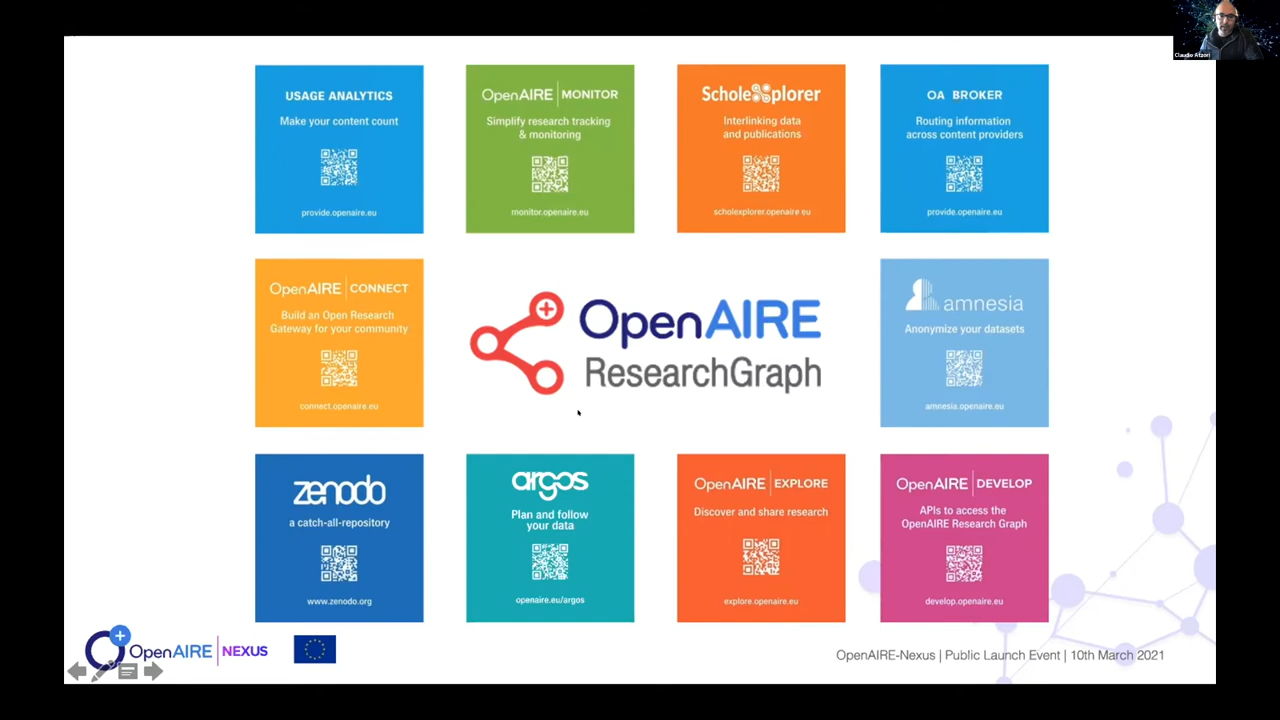 Claudio Atzori
USAGE ANALYTICS
Make your content count
provide.openaire.eu
OpenAIRE | MONITOR
Simplify research tracking
& monitoring
monitor.openaire.eu
Scholexplorer
Interlinking data
and publications
scholexplorer.openaire eu
OA BROKER
Routing information
across content providers
provide.openaire.eu
OpenAIRE | CONNECT
Build an Open Research
Gateway for your community
connect.openaire.eu
OpenAIRE
ResearchGraph
amnesia
Anonymize your datasets
amnesia.openaire.eu
zenodo
a catch-all-repository
www.zenodo.org
argos
Plan and follow
your data
openaire.eu/argos
OpenAIRE | EXPLORE
Discover and share research
explore.openaire.eu
OpenAIRE | DEVELOP
APIs to access the
OpenAIRE Research Graph
develop.openaire.eu
OpenAIRE | NEXUS
OpenAIRE-Nexus | Public Launch Event | 10th March 2021